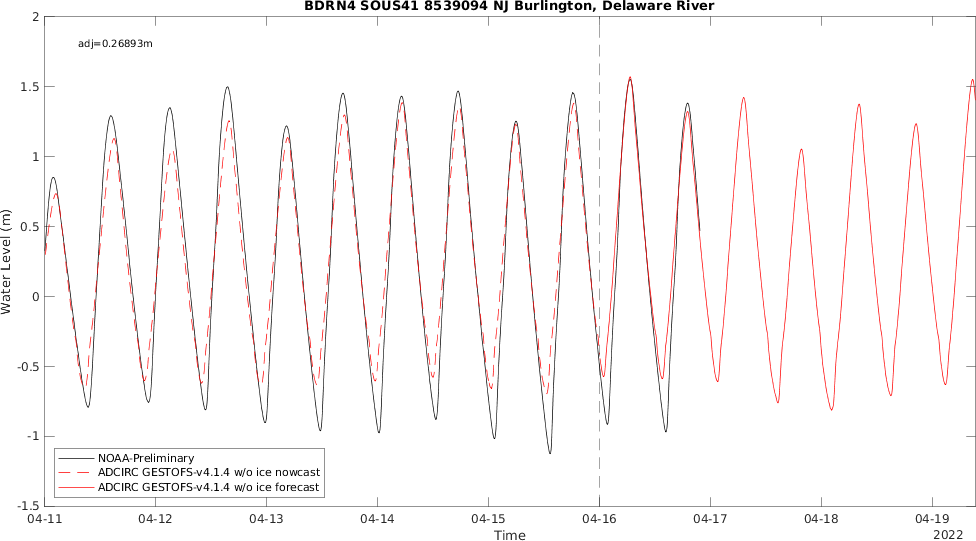 BDRN4 SOUS41 8539094 NJ Burlington, Delaware River
2
1.5
1
0.5
0
-0.5
-1
-1.5
Water Level (m)
adj=0.26893m
NOAA-Preliminary
ADCIRC GESTOFS-v4.1.4 w/o ice nowcast
ADCIRC GESTOFS-v4.1.4 w/o ice forecast
04-11 04-12 04-13 04-14 04-15 04-16 04-17 04-18 04-19
Time
2022